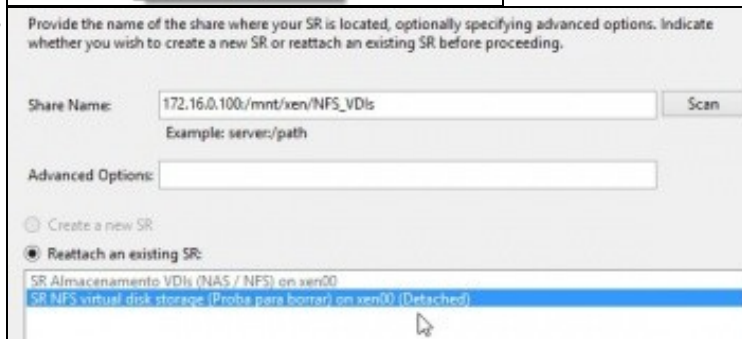 Provide the name of the share where your SR is located, optionally specifying advanced options. Indicate
whether you wish to create a new SR or reattach an existing SR before proceeding.
Share Name: 172.16.0.100:/mnt/xen/NFS_VDIs Scan
Example: server:/path
Advanced Options:
Create a new SR
Reattach an existing SR:
SR Almacenamento VDIs (NAS / NFS) on xen00
SR NFS virtual disk storage (Proba para borrar) on xen00 (Detached)